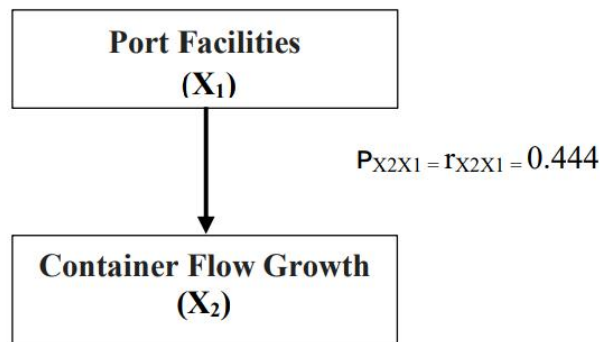 Port Facilities
(X₁)
PX2X1 = rX2X1 = 0.444
Container Flow Growth
(X₂)